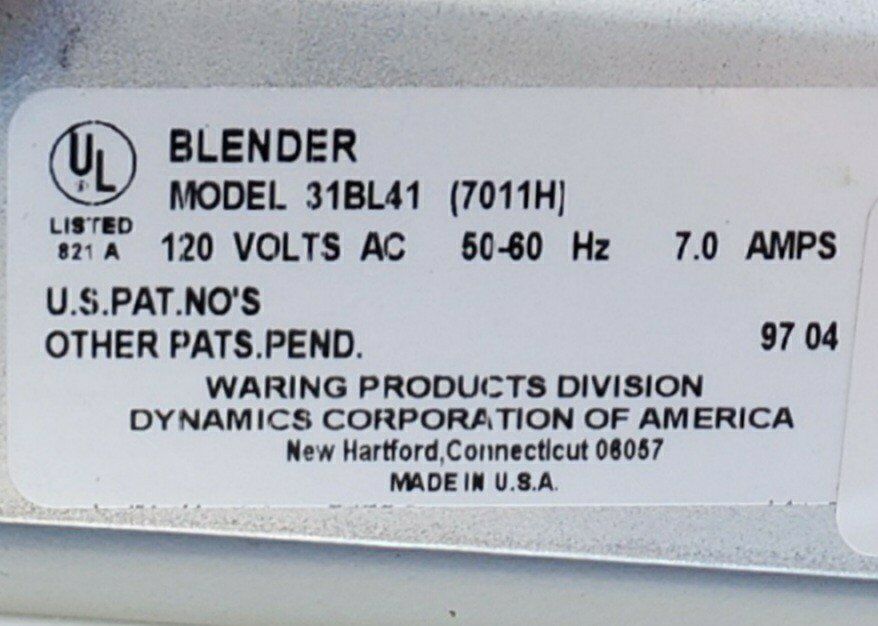 UL
LISTED
821 A
BLENDER
MODEL 31BL41 (7011H)
120 VOLTS AC 50-60 Hz 7.0 AMPS
U.S.PAT.NO'S
OTHER PATS.PEND.
97 04
WARING PRODUCTS DIVISION
DYNAMICS CORPORATION OF AMERICA
New Hartford,Connecticut 06057
MADE IN U.S.A.